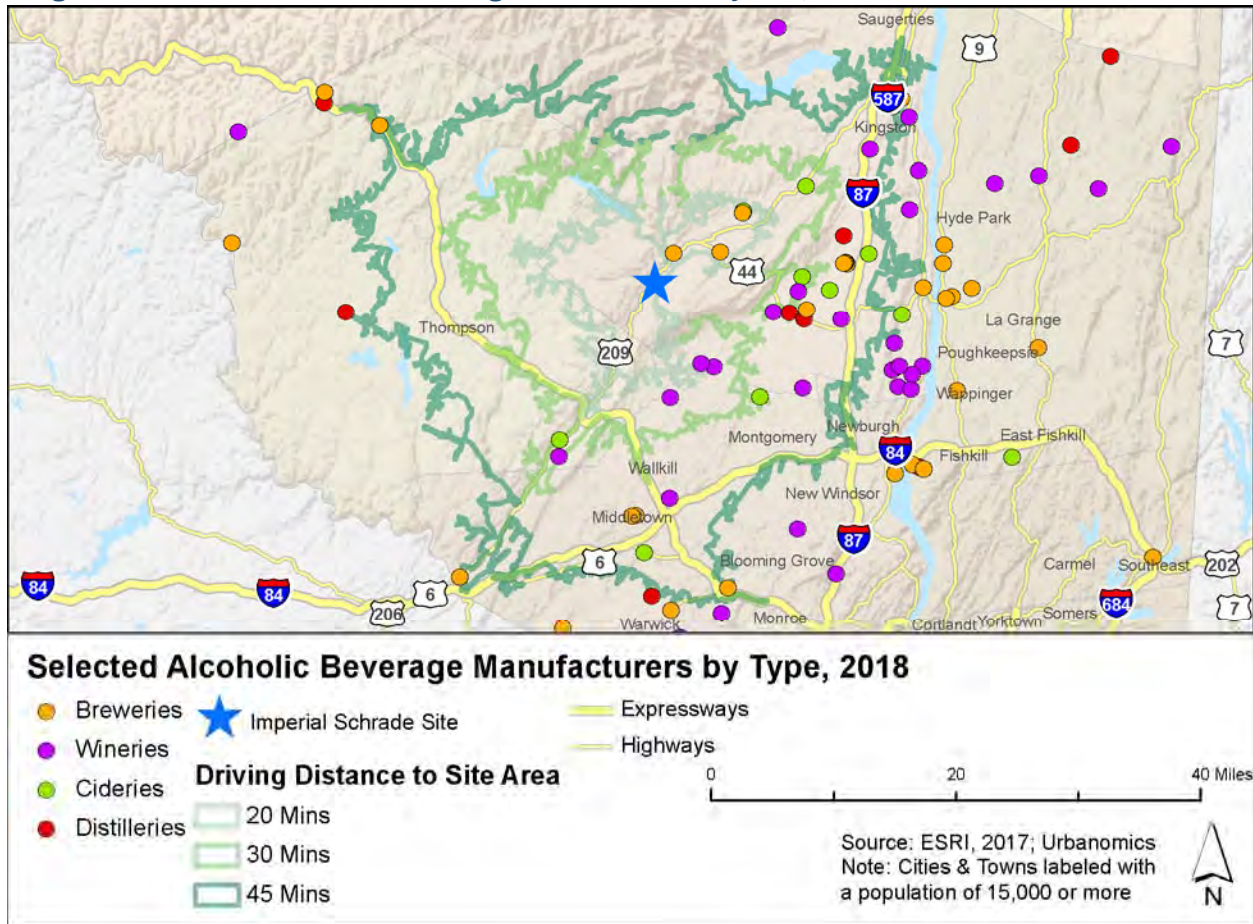 Saugerties
9
587
Kingston
87
Hyde Park
44
Thompson
La Grange
209
7
Poughkeepsie
Wappinger
Montgomery
Newburgh
84
East Fishkill
Fishkill
Wallkill
New Windsor
Middletown
87
6
Blooming Grove
Carmel
Southeast
202
84
84
6
206
684
Somers
7
Warwick
Monroe
Cortlandt
Yorktown
Selected Alcoholic Beverage Manufacturers by Type, 2018
Breweries
Wineries
Cideries
Distilleries
Imperial Schrade Site
Driving Distance to Site Area
20 Mins
30 Mins
45 Mins
Expressways
Highways
0 20 40 Miles
Source: ESRI, 2017; Urbanomics
Note: Cities & Towns labeled with
a population of 15,000 or more
N